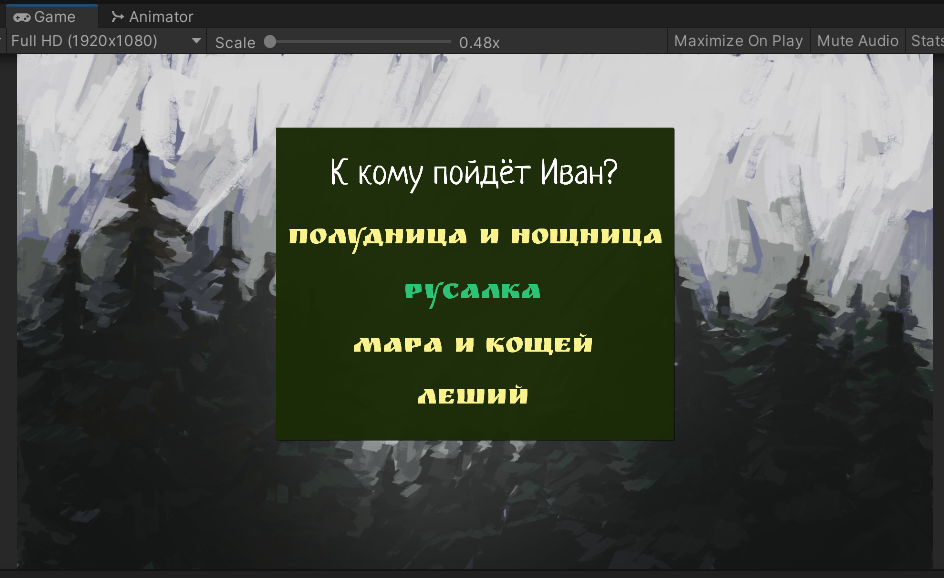 Game
Animator
Full HD (1920x1080)
Scale
0.48x
Maximize On Play
Mute Audio
Stats
К кому пойдёт Иван?
полудница и нощница
русалка
мара и кощей
леший